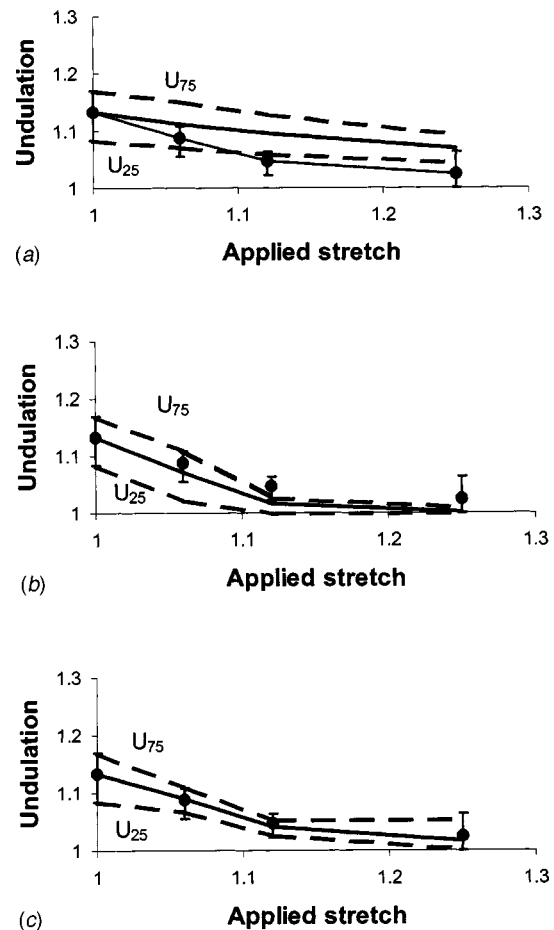 1.3
1.2
1.1
1
Undulation
U75
U25
1 1.1 1.2 1.3
Applied stretch
(a)
1.3
1.2
1.1
1
Undulation
U75
U25
1 1.1 1.2 1.3
Applied stretch
(b)
1.3
1.2
1.1
1
Undulation
U75
U25
1 1.1 1.2 1.3
Applied stretch
(c)